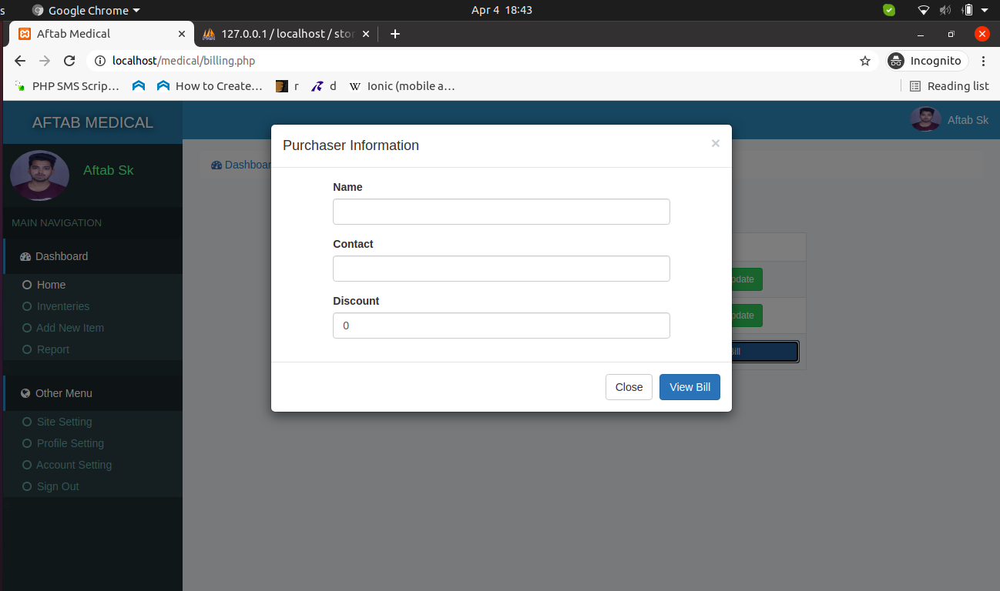 s Google Chrome Apr 4 18:43
Aftab Medical 127.0.0.1 / localhost / stor
localhost/medical/billing.php Incognito
PHP SMS Scrip… How to Create… r d Ionic (mobile a… Reading list
AFTAB MEDICAL Aftab Sk
Aftab Sk
MAIN NAVIGATION
Dashboard
Home
Inventeries
Add New Item
Report
Other Menu
Site Setting
Profile Setting
Account Setting
Sign Out
Dashboar
Purchaser Information ×
Name
Contact
Discount
0
Close View Bill
pdate
pdate
ill